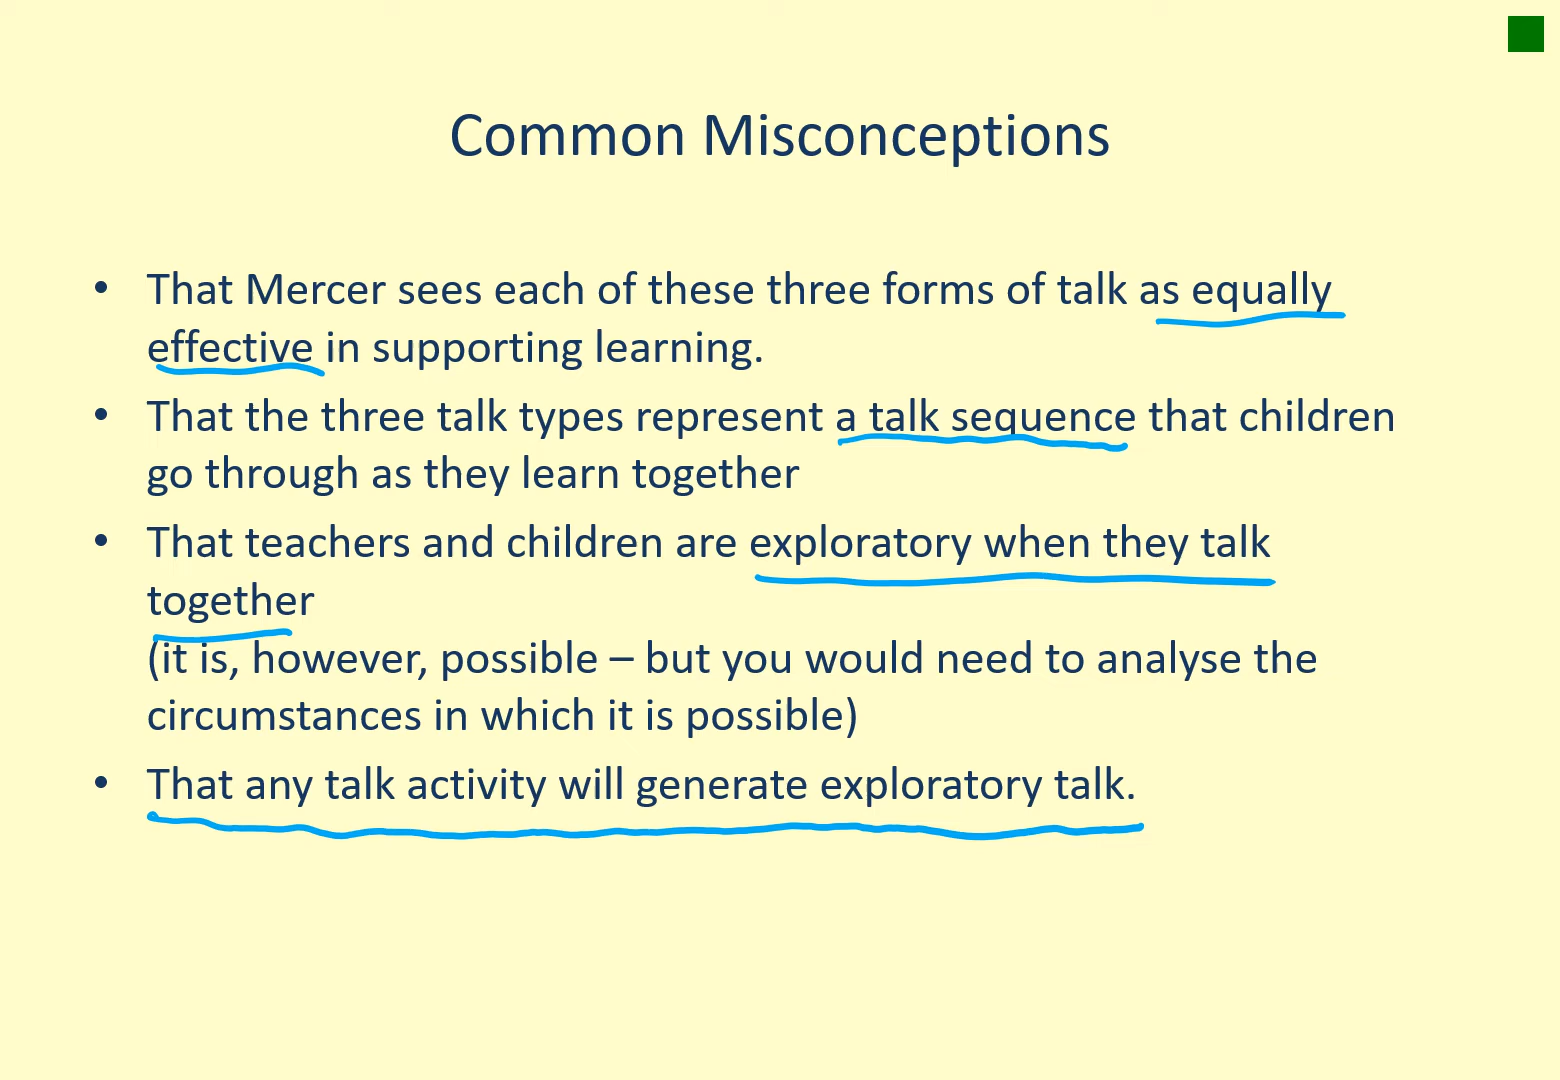 Common Misconceptions
• That Mercer sees each of these three forms of talk as equally
effective in supporting learning.
• That the three talk types represent a talk sequence that children
go through as they learn together
• That teachers and children are exploratory when they talk
together
(it is, however, possible – but you would need to analyse the
circumstances in which it is possible)
• That any talk activity will generate exploratory talk.